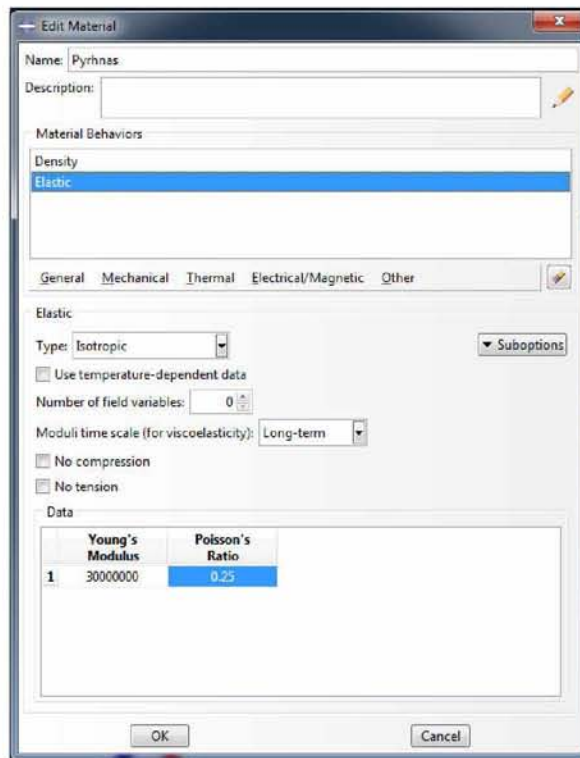 Edit Material
Name: Pyrhnas
Description:
Material Behaviors
Density
Elastic
General Mechanical Thermal Electrical/Magnetic Other
Elastic
Type: Isotropic
Suboptions
Use temperature-dependent data
Number of field variables: 0
Moduli time scale (for viscoelasticity): Long-term
No compression
No tension
Data
Young's Poisson's
Modulus Ratio
1 30000000 0.25
OK Cancel